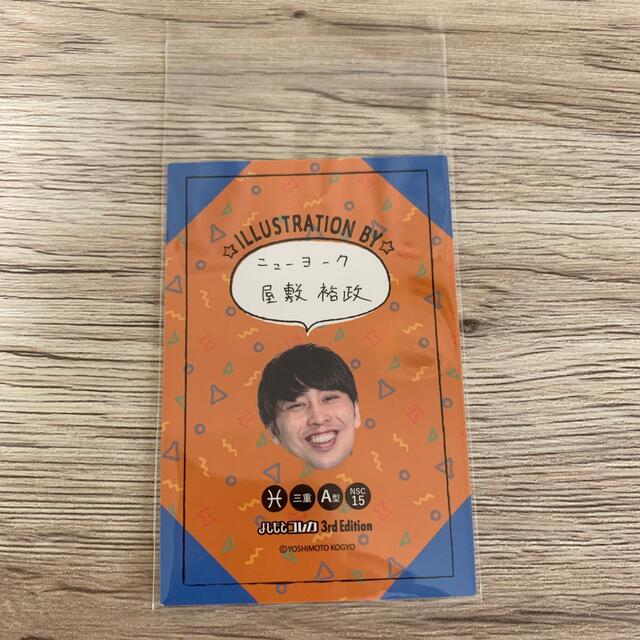 ☆ILLUSTRATION BY☆
ニューヨーク
屋敷 裕政
♓ 三重 A型 NSC 15
よしもとコレカ 3rd Edition
©YOSHIMOTO KOGYO